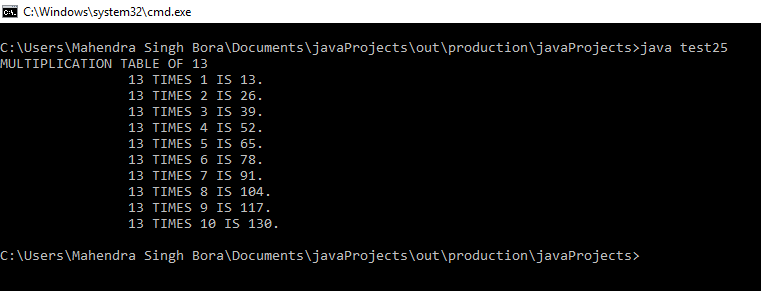 C:\Windows\system32\cmd.exe
C:\Users\Mahendra Singh Bora\Documents\javaProjects\out\production\javaProjects>java test25
MULTIPLICATION TABLE OF 13
13 TIMES 1 IS 13.
13 TIMES 2 IS 26.
13 TIMES 3 IS 39.
13 TIMES 4 IS 52.
13 TIMES 5 IS 65.
13 TIMES 6 IS 78.
13 TIMES 7 IS 91.
13 TIMES 8 IS 104.
13 TIMES 9 IS 117.
13 TIMES 10 IS 130.
C:\Users\Mahendra Singh Bora\Documents\javaProjects\out\production\javaProjects>